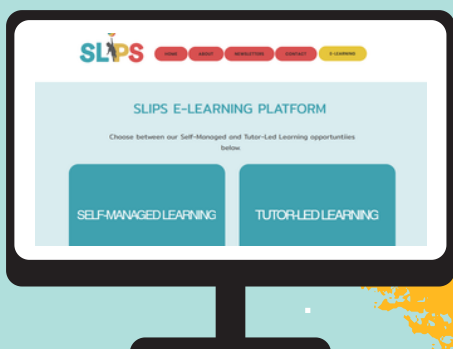 SLIPS
HOME ABOUT NEWSLETTERS CONTACT E-LEARNING
SLIPS E-LEARNING PLATFORM
Choose between our Self-Managed and Tutor-Led Learning opportuntiies
below.
SELF-MANAGED LEARNING TUTOR-LED LEARNING